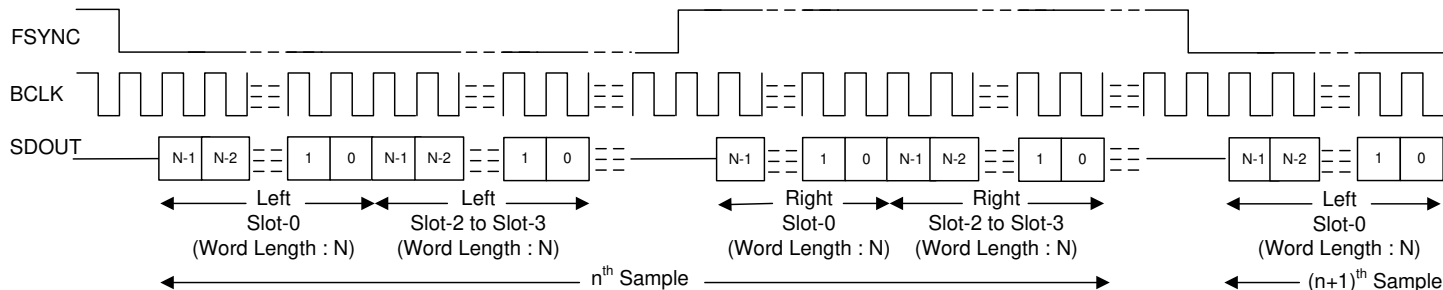 FSYNC
BCLK
SDOUT
N-1 N-2 1 0 N-1 N-2 1 0 N-1 1 0 N-1 N-2 1 0 N-1 N-2 1 0
Left Left Right Right Left
Slot-0 Slot-2 to Slot-3 Slot-0 Slot-2 to Slot-3 Slot-0
(Word Length : N) (Word Length : N) (Word Length : N) (Word Length : N) (Word Length : N)
nth Sample (n+1)th Sample